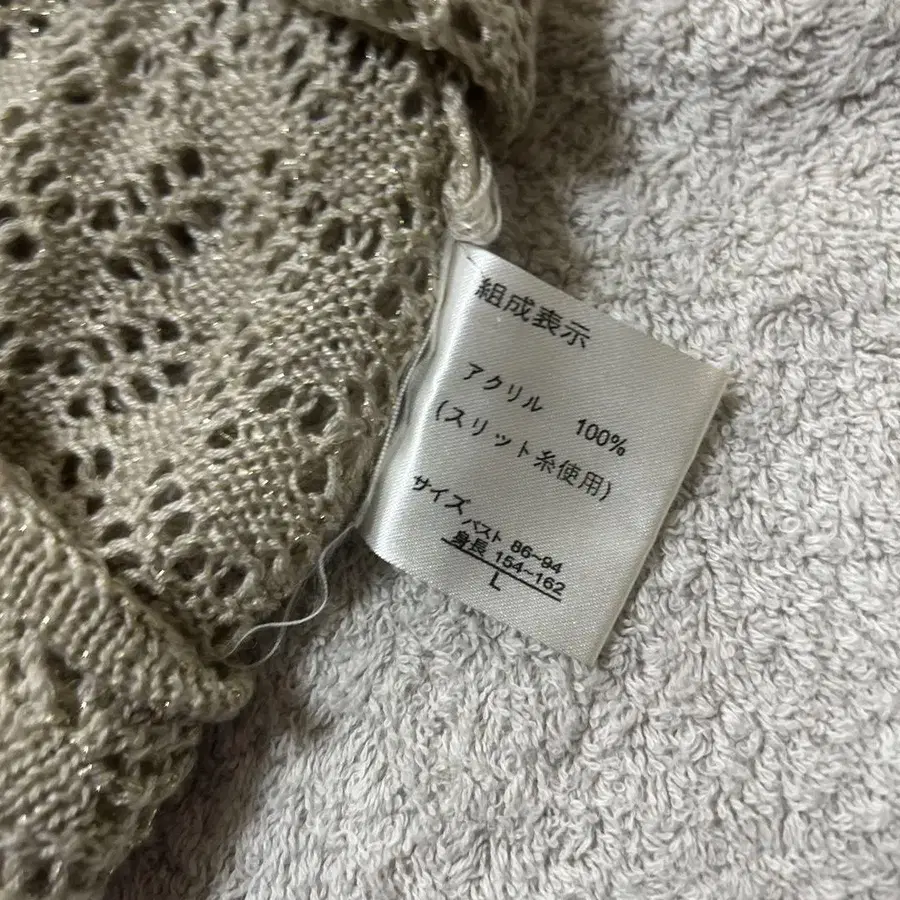 組成表示
アクリル 100%
(スリット糸使用)
サイズ
バスト 86~94
身長 154~162
L